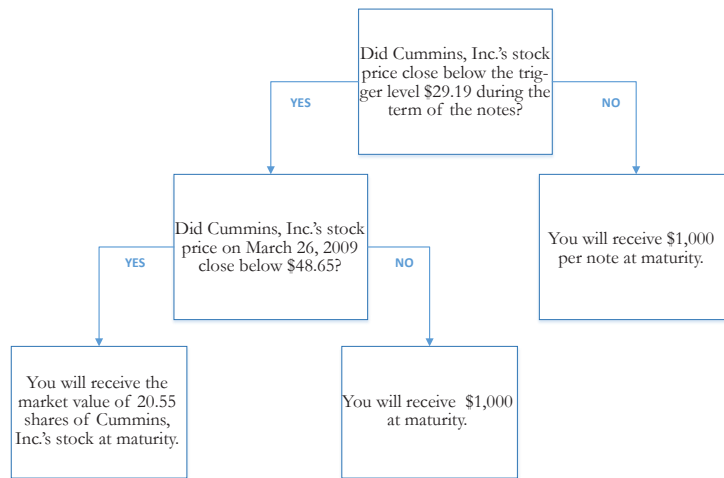 Did Cummins, Inc.'s stock
price close below the trig-
ger level $29.19 during the
term of the notes?
YES
NO
Did Cummins, Inc.'s stock
price on March 26, 2009
close below $48.65?
You will receive $1,000
per note at maturity.
YES
NO
You will receive the
market value of 20.55
shares of Cummins,
Inc.'s stock at maturity.
You will receive $1,000
at maturity.